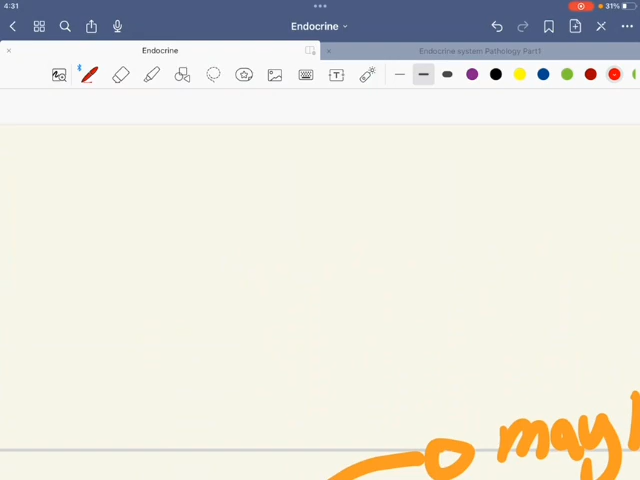 4:31
31%
Endocrine
Endocrine
Endocrine system Pathology Part1
T
may